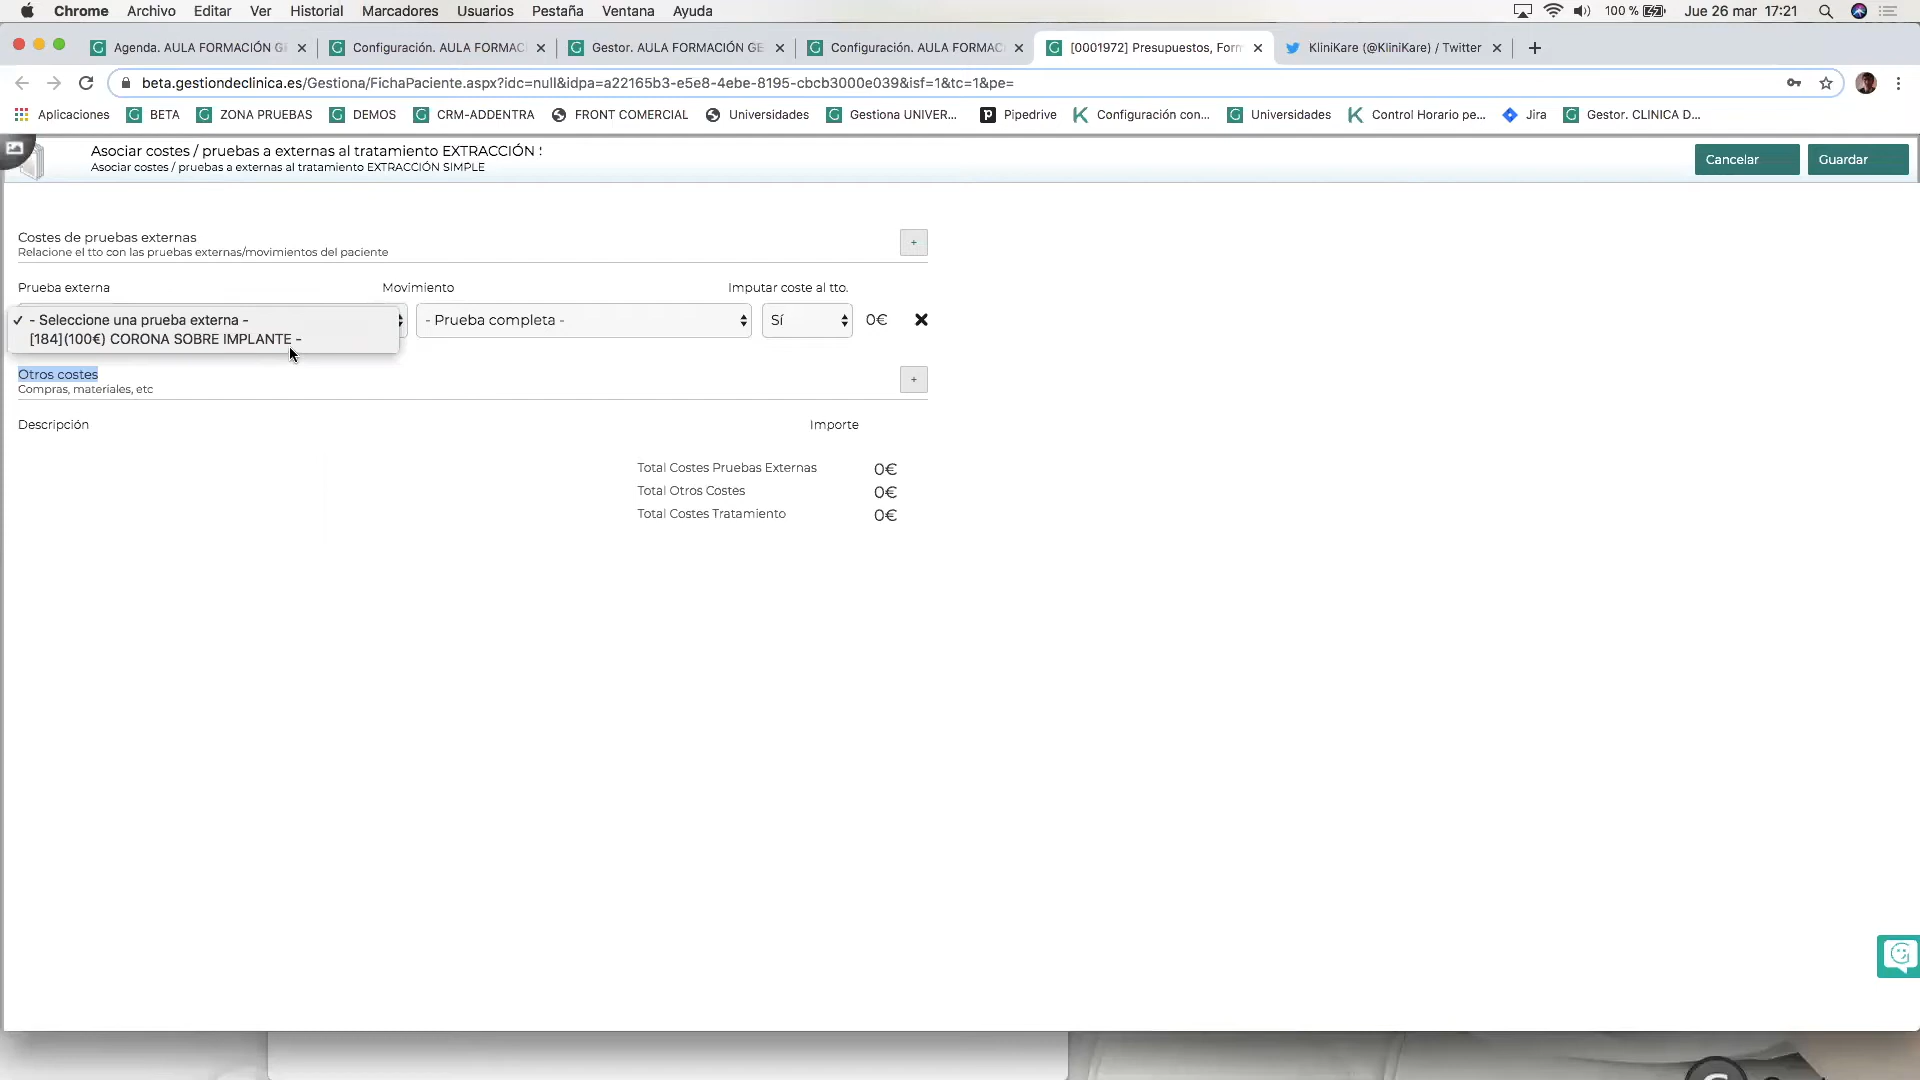 Chrome Archivo Editar Ver Historial Marcadores Usuarios Pestaña Ventana Ayuda 100 % Jue 26 mar 17:21
Agenda. AULA FORMACIÓN G Configuración. AULA FORMAC Gestor. AULA FORMACIÓN GE Configuración. AULA FORMAC [0001972] Presupuestos, Form KliniKare (@KliniKare) / Twitter
beta.gestiondeclinica.es/Gestiona/FichaPaciente.aspx?idc=null&idpa=a22165b3-e5e8-4ebe-8195-cbcb3000e039&isf=1&tc=1&pe=
Aplicaciones BETA ZONA PRUEBAS DEMOS CRM-ADDENTRA FRONT COMERCIAL Universidades Gestiona UNIVER... Pipedrive Configuración con... Universidades Control Horario pe... Jira Gestor. CLINICA D...
Asociar costes / pruebas a externas al tratamiento EXTRACCIÓN
Asociar costes / pruebas a externas al tratamiento EXTRACCIÓN SIMPLE
Cancelar Guardar
Costes de pruebas externas
Relacione el tto con las pruebas externas/movimientos del paciente
+
Prueba externa Movimiento Imputar coste al tto.
✓ - Seleccione una prueba externa - - Prueba completa - Sí 0€
[184](100€) CORONA SOBRE IMPLANTE -
Otros costes
Compras, materiales, etc
+
Descripción Importe
Total Costes Pruebas Externas 0€
Total Otros Costes 0€
Total Costes Tratamiento 0€